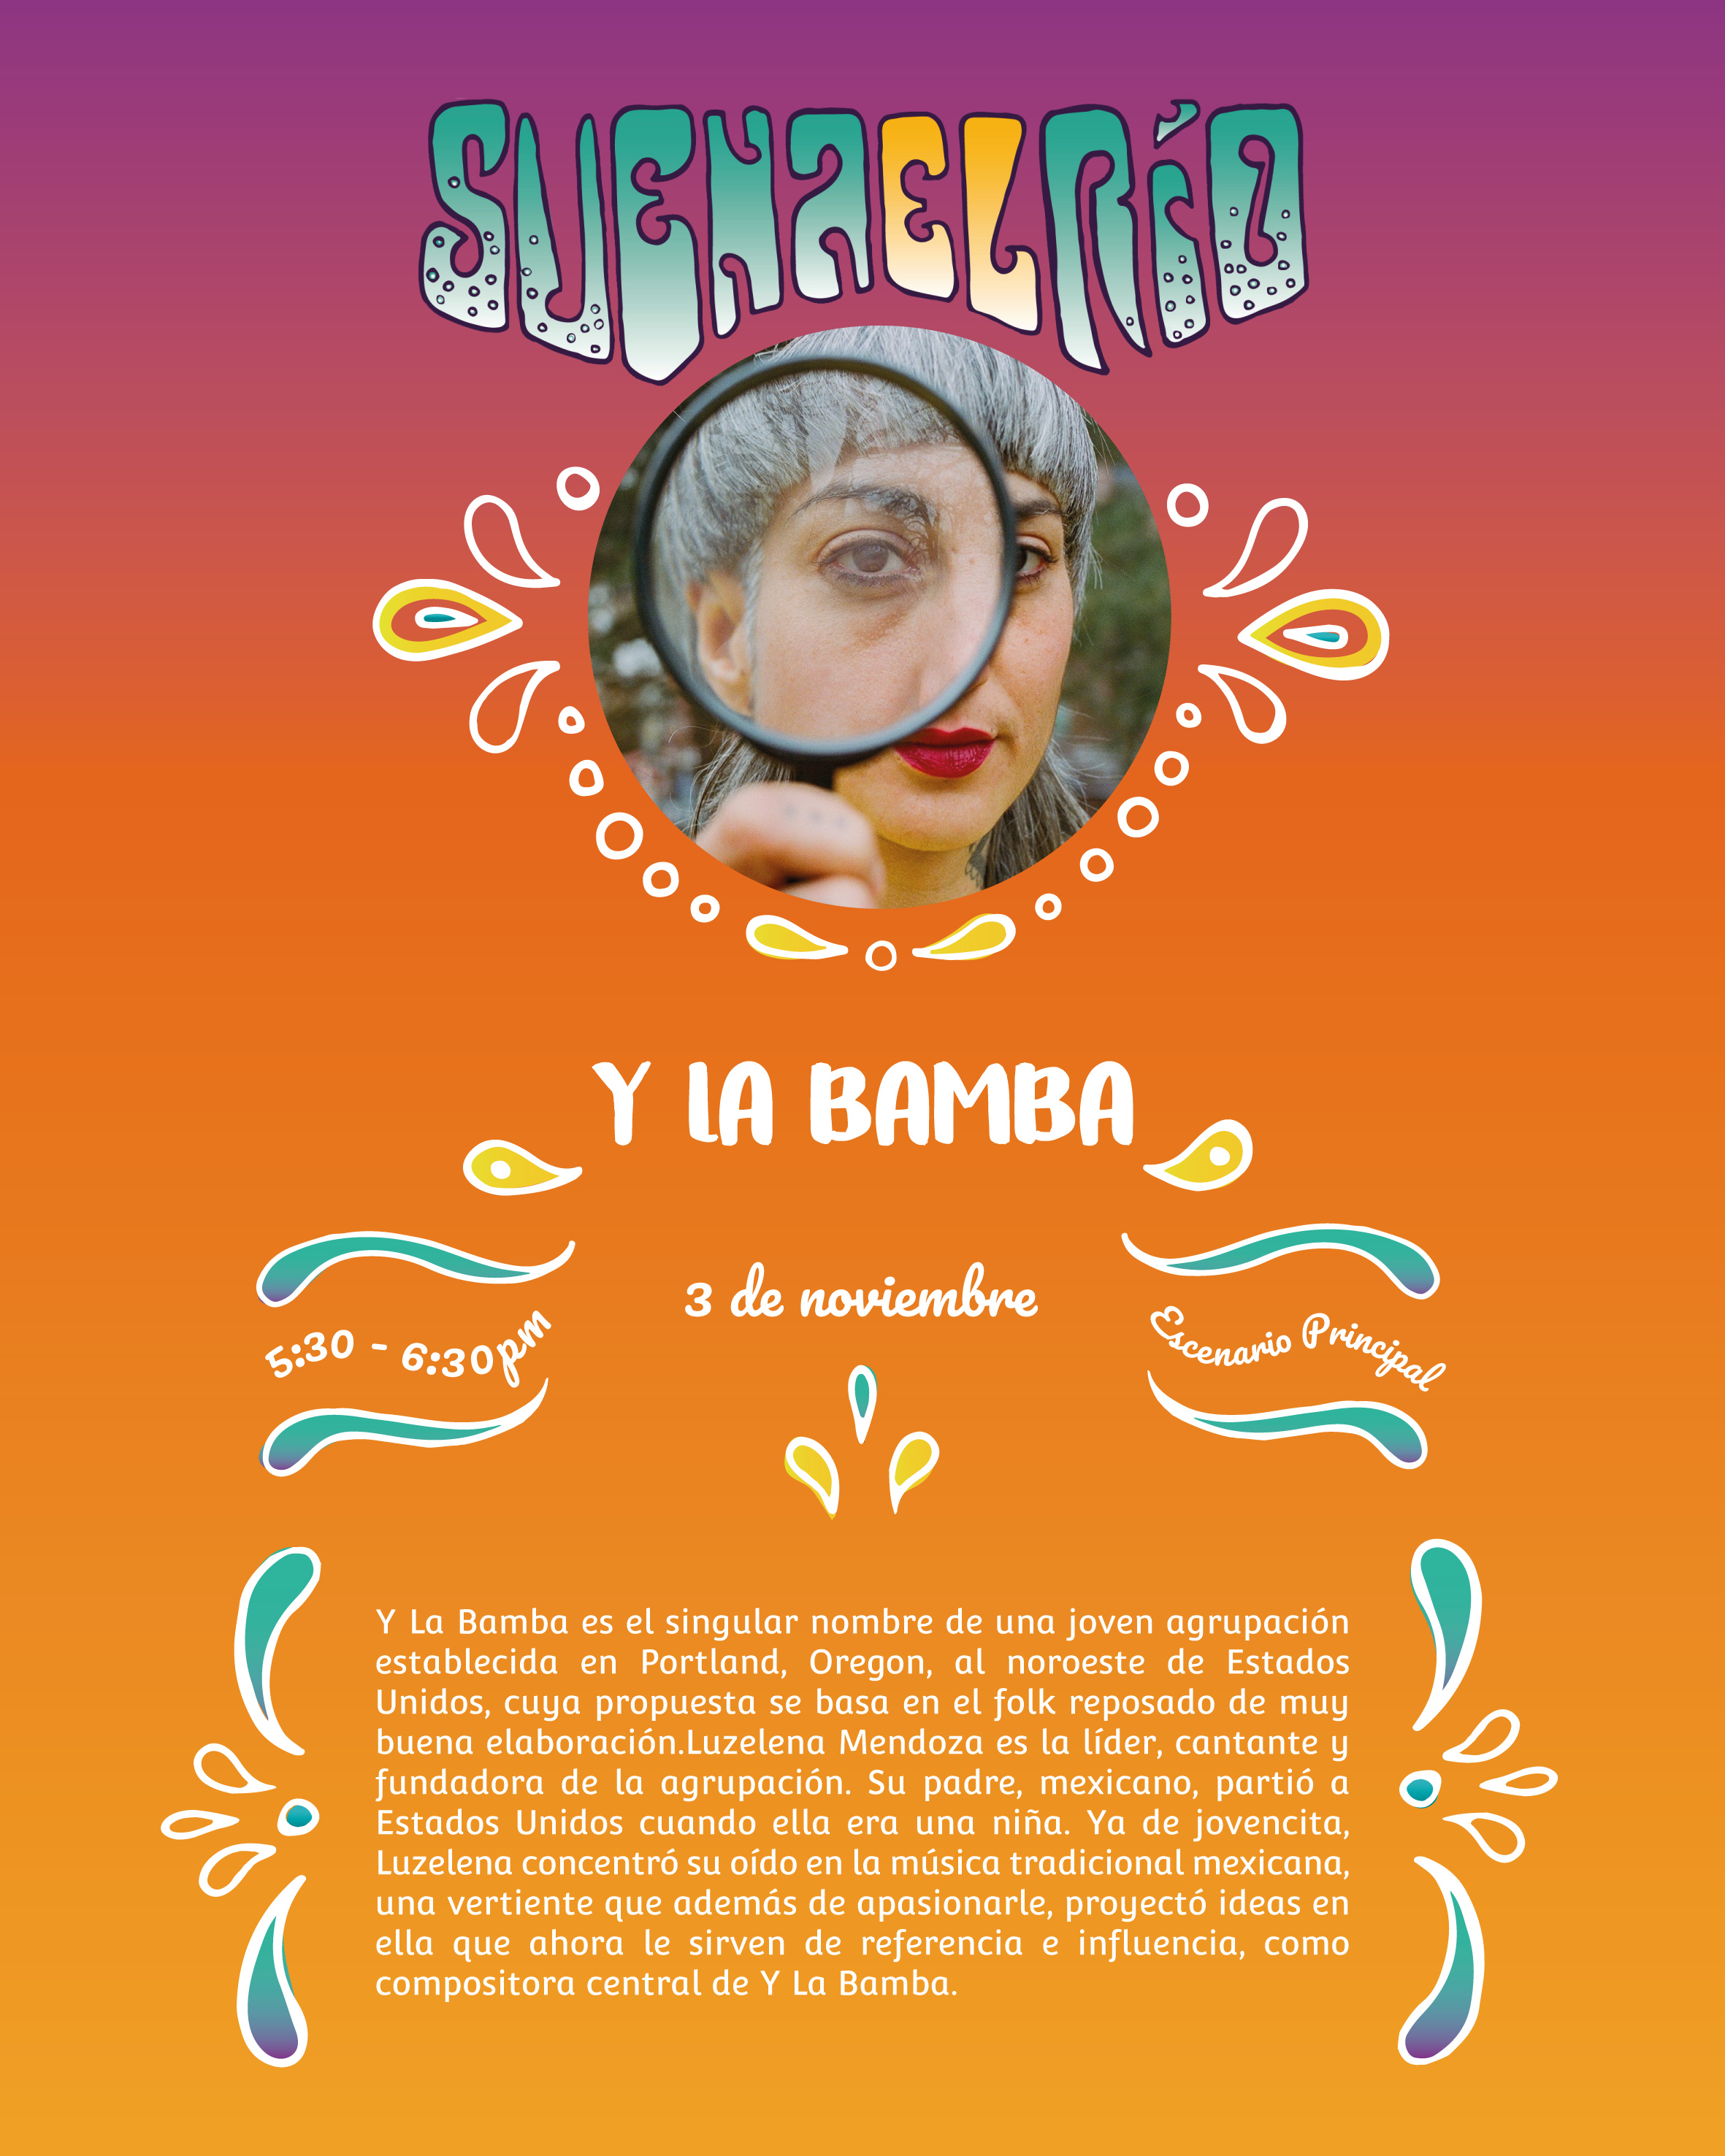 SUENAELRÍO
Y LA BAMBA
3 de noviembre
5:30 - 6:30pm
Escenario Principal
Y La Bamba es el singular nombre de una joven agrupación
establecida en Portland, Oregon, al noroeste de Estados
Unidos, cuya propuesta se basa en el folk reposado de muy
buena elaboración.Luzelena Mendoza es la líder, cantante y
fundadora de la agrupación. Su padre, mexicano, partió a
Estados Unidos cuando ella era una niña. Ya de jovencita,
Luzelena concentró su oído en la música tradicional mexicana,
una vertiente que además de apasionarle, proyectó ideas en
ella que ahora le sirven de referencia e influencia, como
compositora central de Y La Bamba.